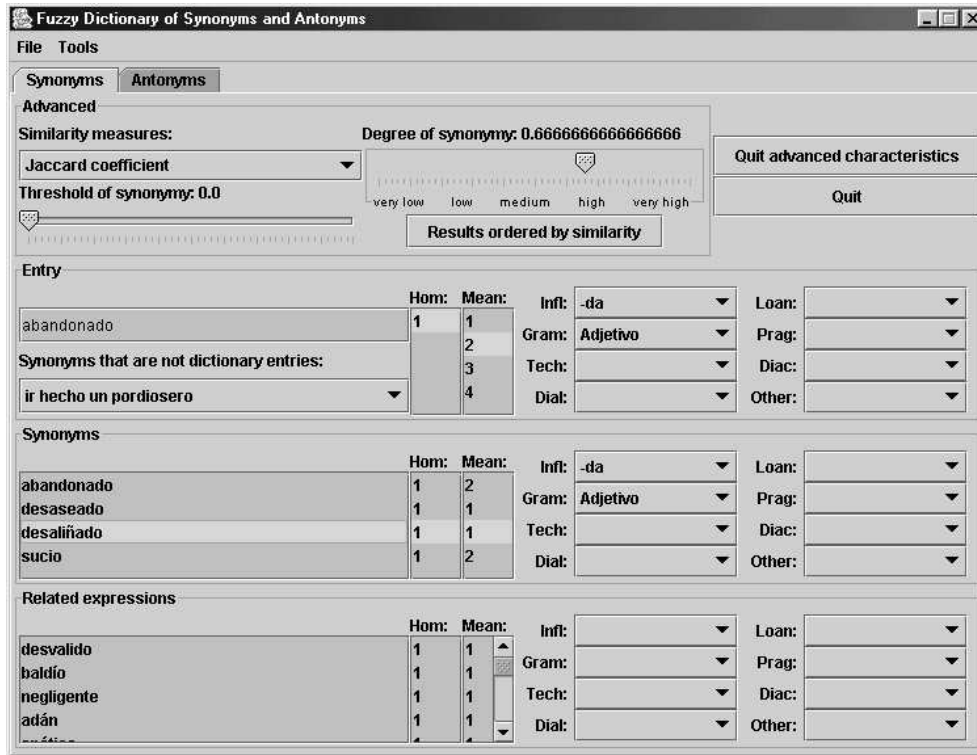 Fuzzy Dictionary of Synonyms and Antonyms
File Tools
Synonyms Antonyms
Advanced
Similarity measures:
Jaccard coefficient
Threshold of synonymy: 0.0
Degree of synonymy: 0.6666666666666666
very low low medium high very high
Results ordered by similarity
Quit advanced characteristics
Quit
Entry
abandonado
Synonyms that are not dictionary entries:
ir hecho un pordiosero
Hom: Mean:
1 1
2
3
4
Infl: -da Loan:
Gram: Adjetivo Prag:
Tech: Diac:
Dial: Other:
Synonyms
Hom: Mean:
abandonado 1 2
desaseado 1 1
desaliñado 1 1
sucio 1 2
Infl: -da Loan:
Gram: Adjetivo Prag:
Tech: Diac:
Dial: Other:
Related expressions
Hom: Mean:
desvalido 1 1
baldío 1 1
negligente 1 1
adán 1 1
Infl: Loan:
Gram: Prag:
Tech: Diac:
Dial: Other: